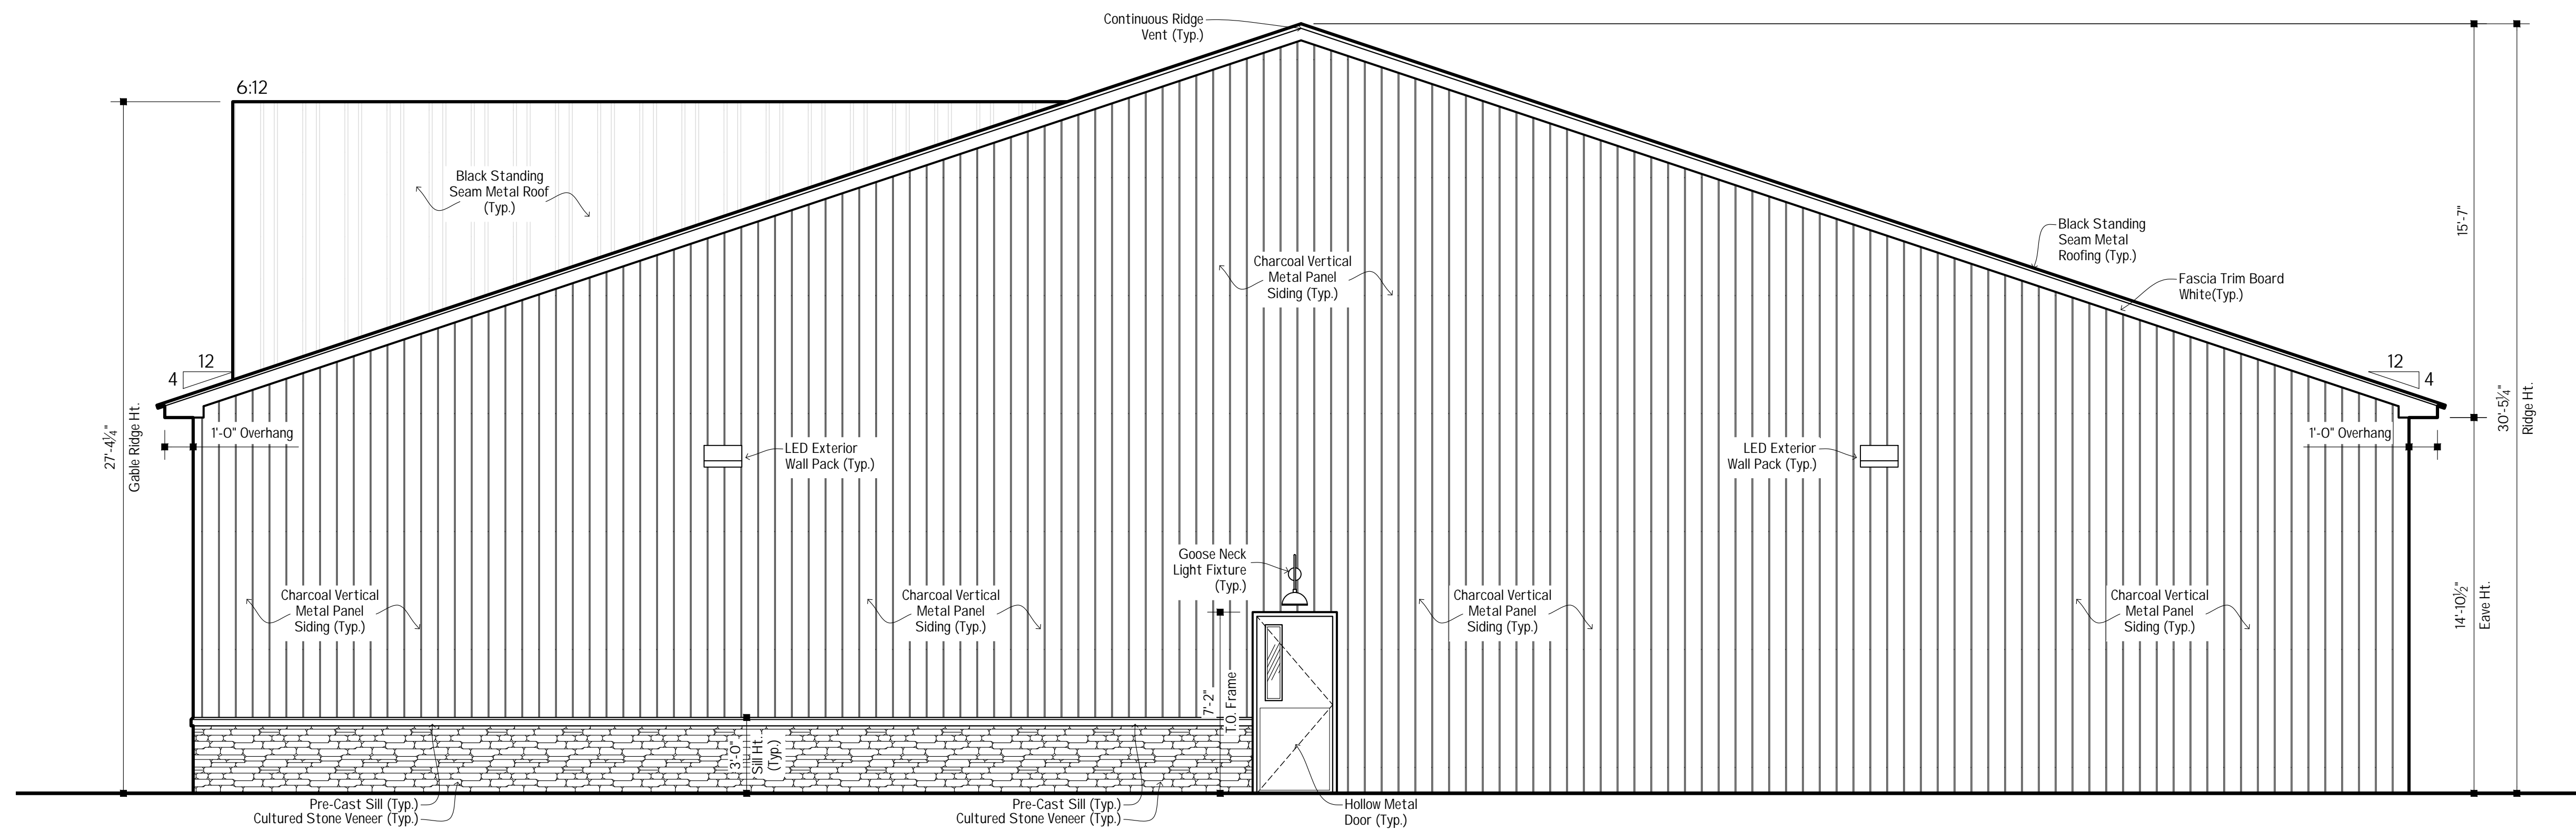 Continuous Ridge
Vent (Typ.)
6:12
Black Standing
Seam Metal Roof
(Typ.)
15'-7"
Black Standing
Seam Metal
Roofing (Typ.)
Charcoal Vertical
Metal Panel
Siding (Typ.)
Fascia Trim Board
White(Typ.)
12
4
12
4
27'-4¼"
Gable Ridge Ht.
30'-5¼"
Ridge Ht.
1'-0" Overhang
1'-0" Overhang
LED Exterior
Wall Pack (Typ.)
LED Exterior
Wall Pack (Typ.)
Goose Neck
Light Fixture
(Typ.)
14'-10½"
Eave Ht.
Charcoal Vertical
Metal Panel
Siding (Typ.)
Charcoal Vertical
Metal Panel
Siding (Typ.)
Charcoal Vertical
Metal Panel
Siding (Typ.)
Charcoal Vertical
Metal Panel
Siding (Typ.)
7'-2"
T.O. Frame
3'-0"
Sill Ht.
(Typ.)
Pre-Cast Sill (Typ.)
Cultured Stone Veneer (Typ.)
Pre-Cast Sill (Typ.)
Cultured Stone Veneer (Typ.)
Hollow Metal
Door (Typ.)